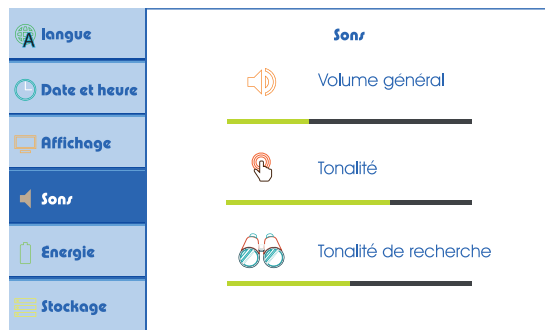 langue
Date et heure
Affichage
Sons
Energie
Stockage
Sons
Volume général
Tonalité
Tonalité de recherche